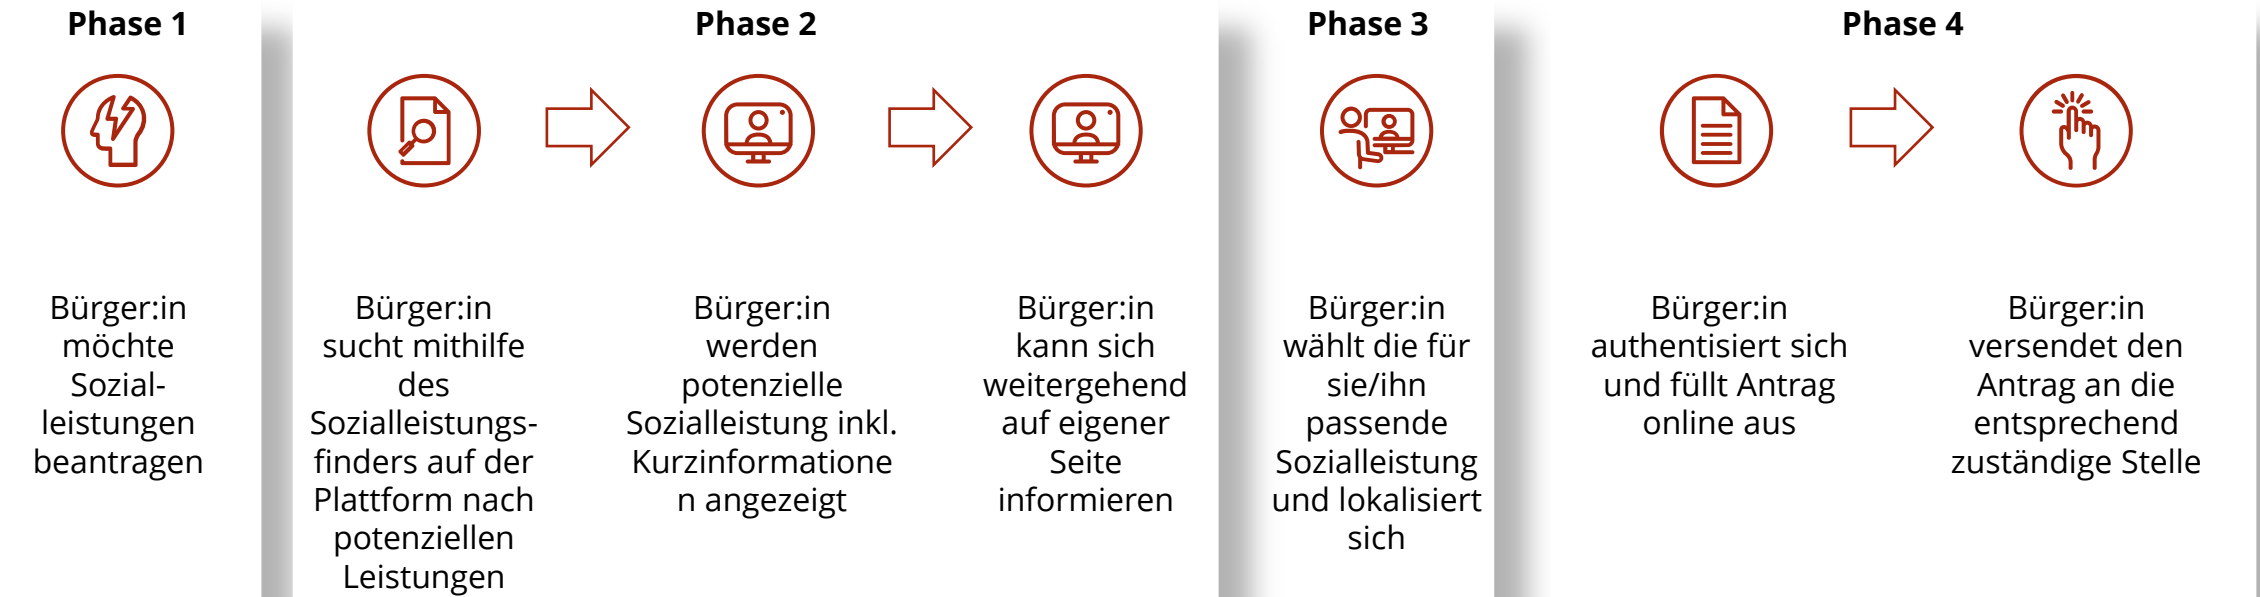 Phase 1
Bürger:in
möchte
Sozial-
leistungen
beantragen
Phase 2
Bürger:in
sucht mithilfe
des
Sozialleistungs-
finders auf der
Plattform nach
potenziellen
Leistungen
Bürger:in
werden
potenzielle
Sozialleistung inkl.
Kurzinformatione
n angezeigt
Bürger:in
kann sich
weitergehend
auf eigener
Seite
informieren
Phase 3
Bürger:in
wählt die für
sie/ihn
passende
Sozialleistung
und lokalisiert
sich
Phase 4
Bürger:in
authentisiert sich
und füllt Antrag
online aus
Bürger:in
versendet den
Antrag an die
entsprechend
zuständige Stelle